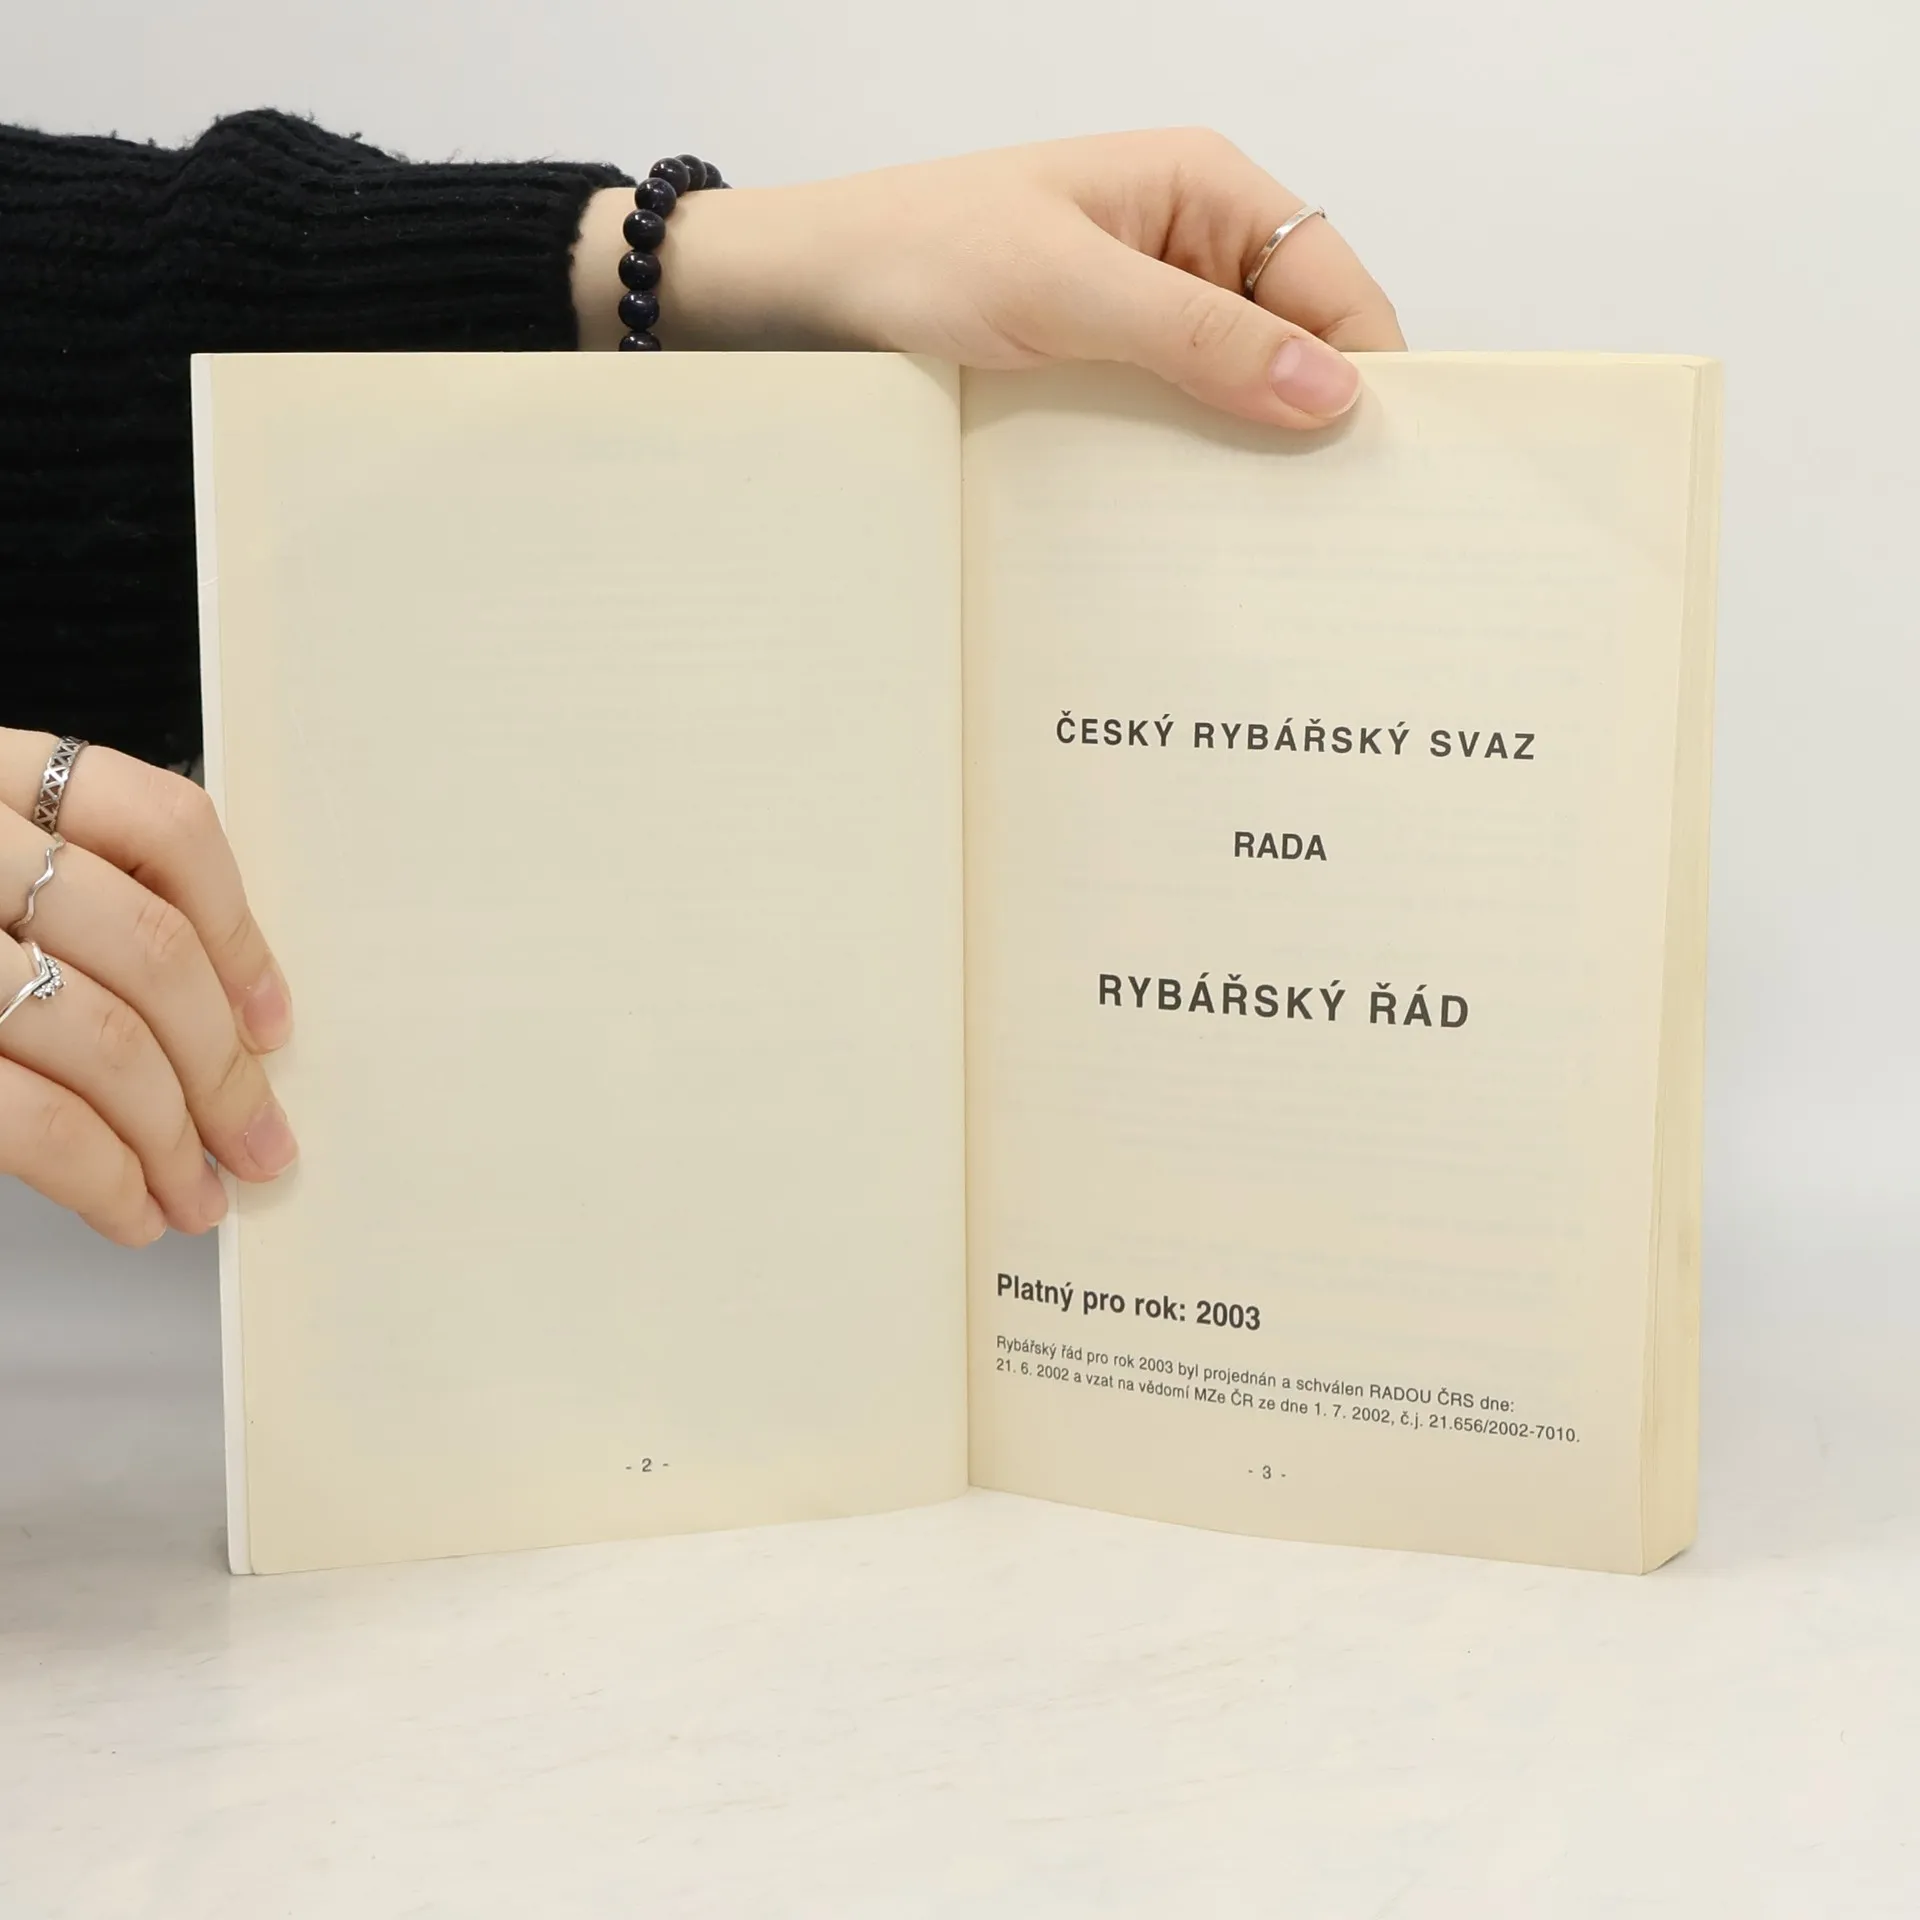 - 2 -
ČESKÝ RYBÁŘSKÝ SVAZ
RADA
RYBÁŘSKÝ ŘÁD
Platný pro rok: 2003
Rybářský řád pro rok 2003 byl projednán a schválen RADOU ČRS dne:
21. 6. 2002 a vzat na vědomí MZe ČR ze dne 1. 7. 2002, č.j. 21.656/2002-7010.
- 3 -